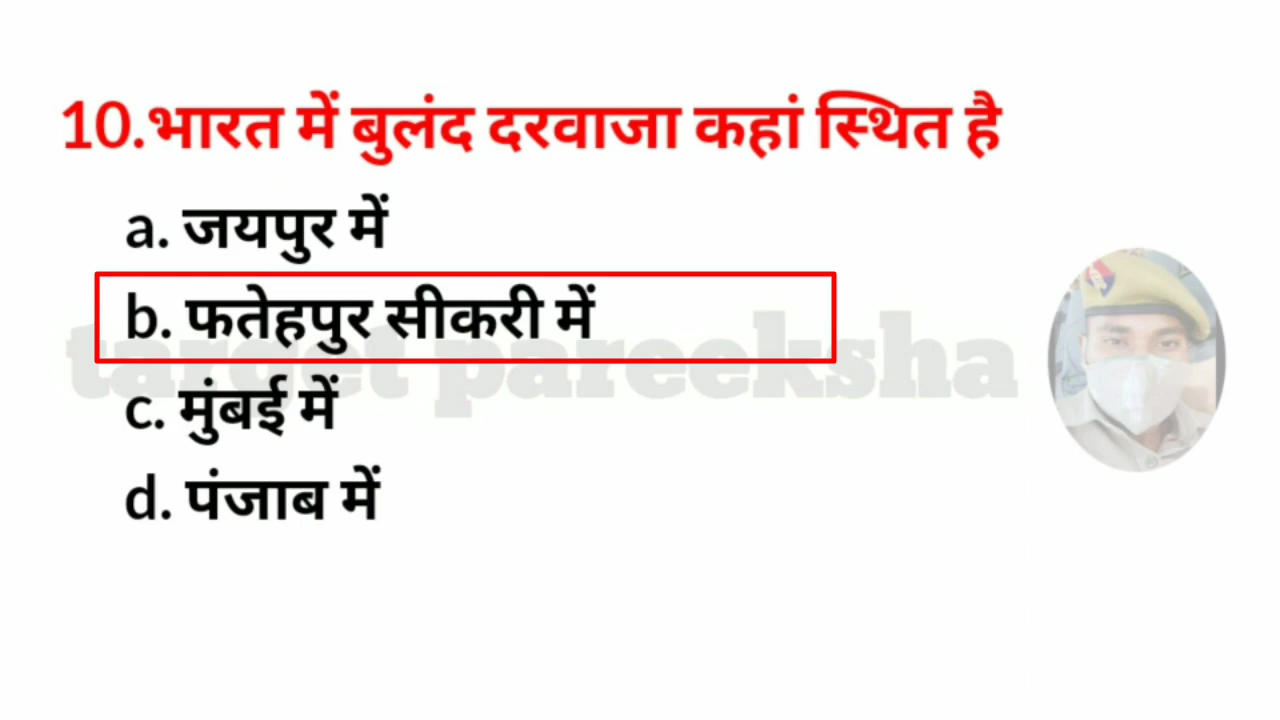 10.भारत में बुलंद दरवाजा कहां स्थित है
a. जयपुर में
b. फतेहपुर सीकरी में
target pareeksha
c. मुंबई में
d. पंजाब में